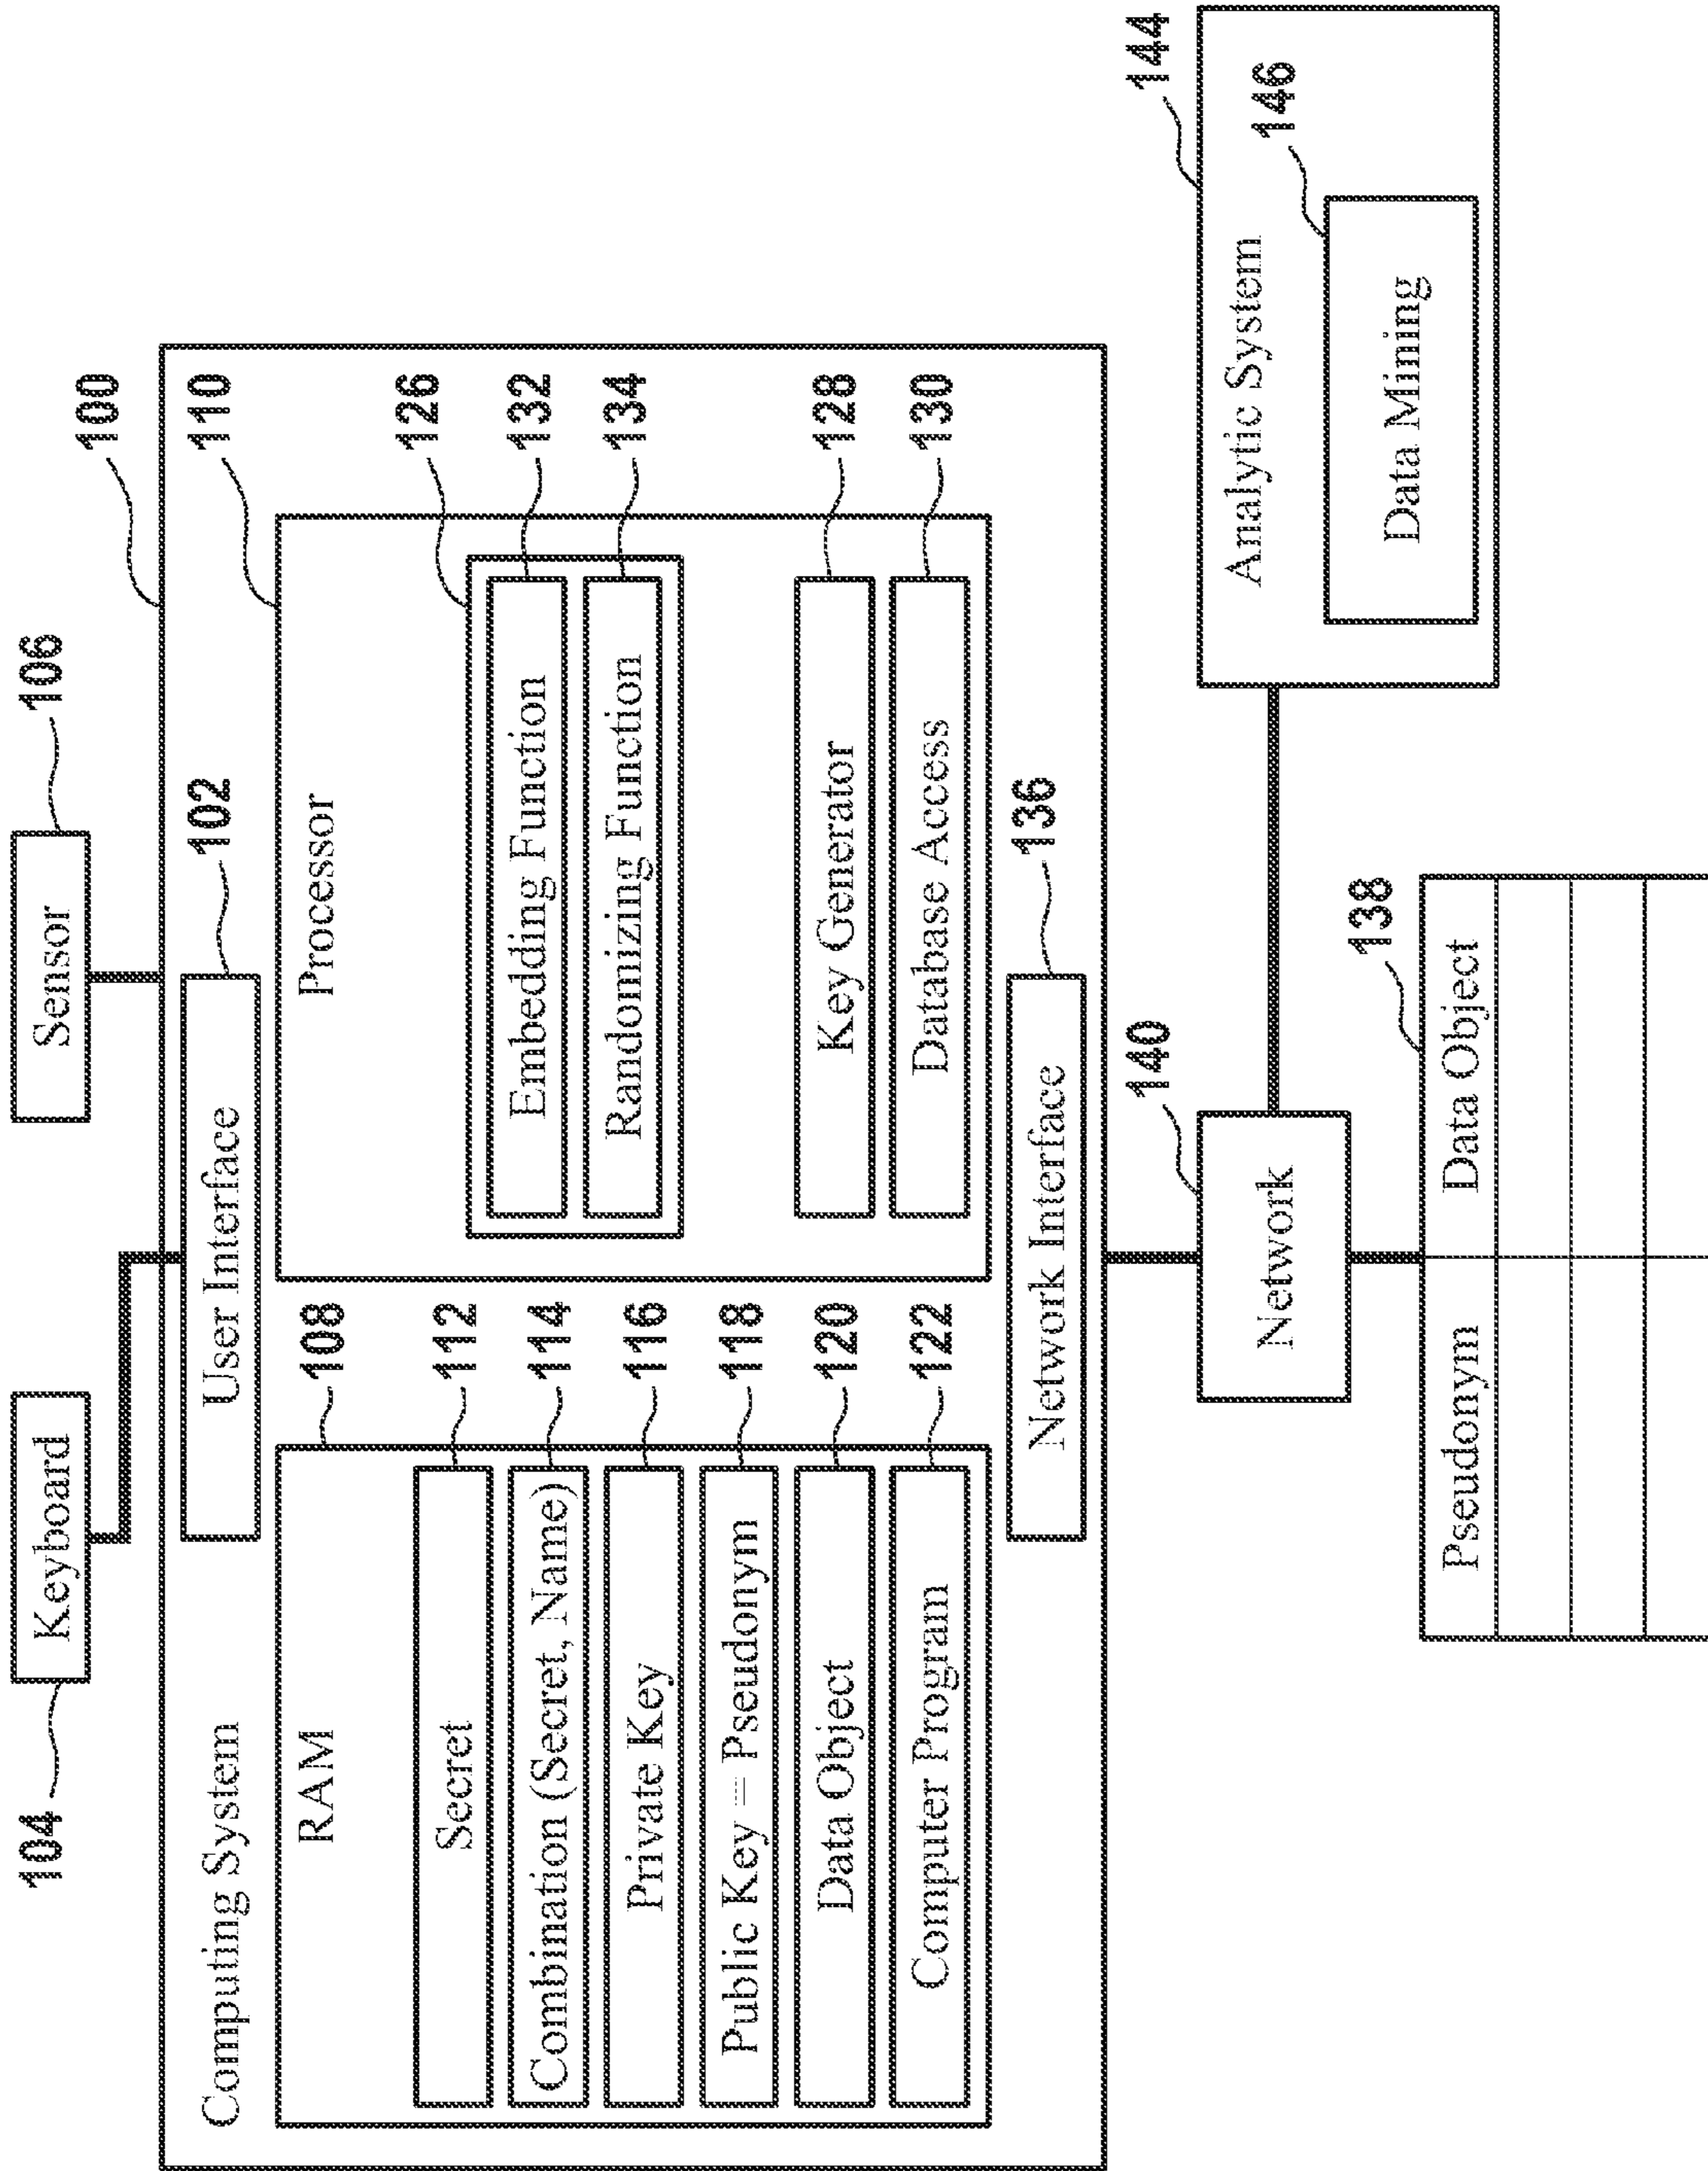 104
Keyboard
Sensor
106
100
Computing System
User Interface
102
110
RAM
108
Secret
112
Combination (Secret, Name)
114
Private Key
116
Public Key = Pseudonym
118
Data Object
120
Computer Program
122
Processor
126
Embedding Function
132
Randomizing Function
134
Key Generator
128
Database Access
130
Network Interface
136
Network
140
Pseudonym
Data Object
138
Analytic System
144
Data Mining
146